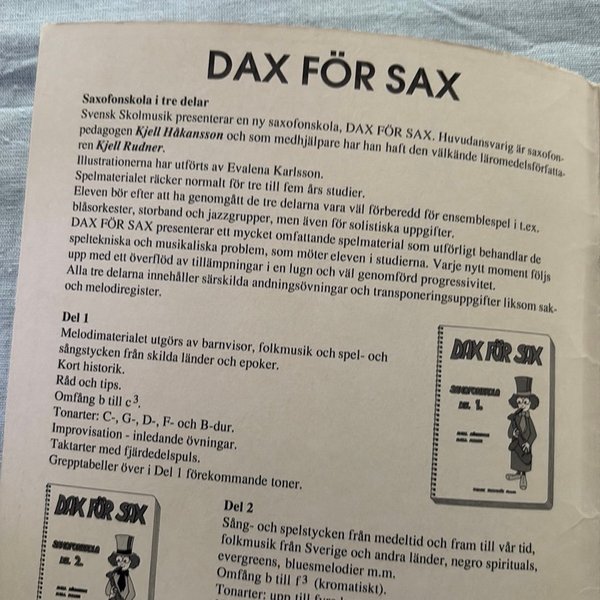 DAX FÖR SAX
Saxofonskola i tre delar
Svensk Skolmusik presenterar en ny saxofonskola, DAX FÖR SAX. Huvudansvarig är saxofon-
pedagogen Kjell Håkansson och som medhjälpare har han haft den välkände läromedelsförfatta-
ren Kjell Rudner.
Illustrationerna har utförts av Evalena Karlsson.
Spelmaterialet räcker normalt för tre till fem års studier.
Eleven bör efter att ha genomgått de tre delarna vara väl förberedd för ensemblespel i t.ex.
blåsorkester, storband och jazzgrupper, men även för solistiska uppgifter.
DAX FÖR SAX presenterar ett mycket omfattande spelmaterial som utförligt behandlar de
speltekniska och musikaliska problem, som möter eleven i studierna. Varje nytt moment följs
upp med ett överflöd av tillämpningar i en lugn och väl genomförd progressivitet.
Alla tre delarna innehåller särskilda andningsövningar och transponeringsuppgifter liksom sak-
och melodiregister.
Del 1
Melodimaterialet utgörs av barnvisor, folkmusik och spel- och
sångstycken från skilda länder och epoker.
Kort historik.
Råd och tips.
Omfång b till c³.
Tonarter: C-, G-, D-, F- och B-dur.
Improvisation - inledande övningar.
Taktarter med fjärdedelspuls.
Grepptabeller över i Del 1 förekommande toner.
DAX FÖR SAX
SAXOFONSKOLA
DEL 1.
Del 2
Sång- och spelstycken från medeltid och fram till vår tid,
folkmusik från Sverige och andra länder, negro spirituals,
evergreens, bluesmelodier m.m.
Omfång b till f³ (kromatiskt).
Tonarter: upp till fyra
DAX FÖR SAX
SAXOFONSKOLA
DEL 2.